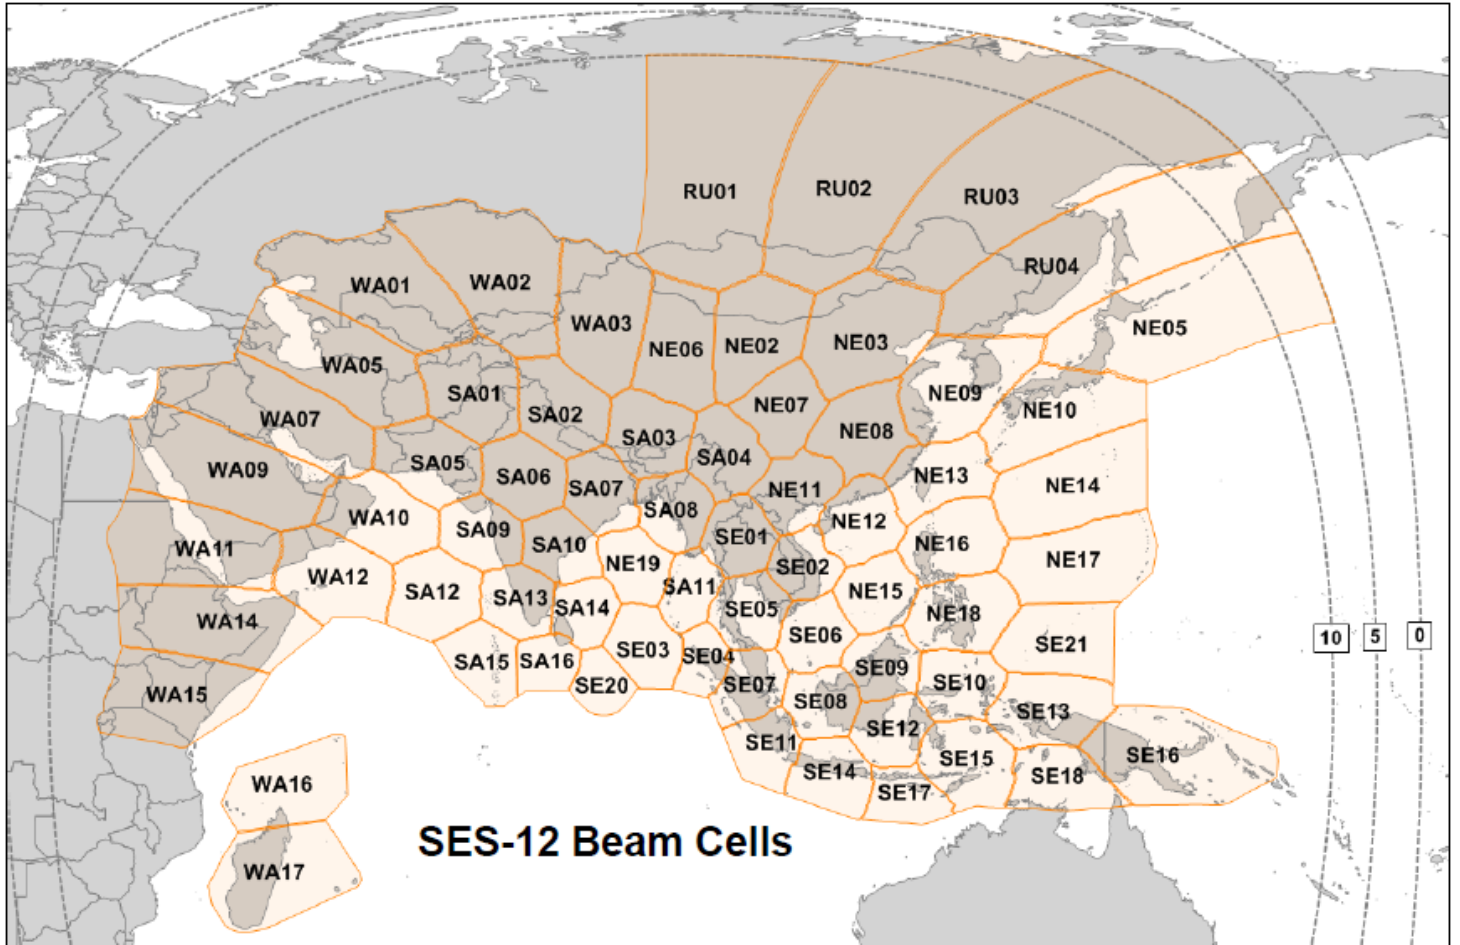 RU01
RU02
RU03
RU04
WA01
WA02
WA03
NE06
NE02
NE03
NE05
WA05
SA01
SA02
NE07
NE09
NE10
WA07
SA03
NE08
WA09
SA05
SA06
SA07
SA04
NE11
NE13
NE14
WA10
SA09
SA08
NE12
WA11
SA10
SE01
NE16
NE17
WA12
SA12
SA13
NE19
SA11
SE02
NE15
WA14
SA14
SE05
SE06
NE18
SE21
10
5
0
WA15
SA15
SA16
SE03
SE04
SE09
SE20
SE07
SE08
SE10
SE13
SE11
SE12
SE15
SE16
WA16
SE14
SE17
SE18
SES-12 Beam Cells
WA17